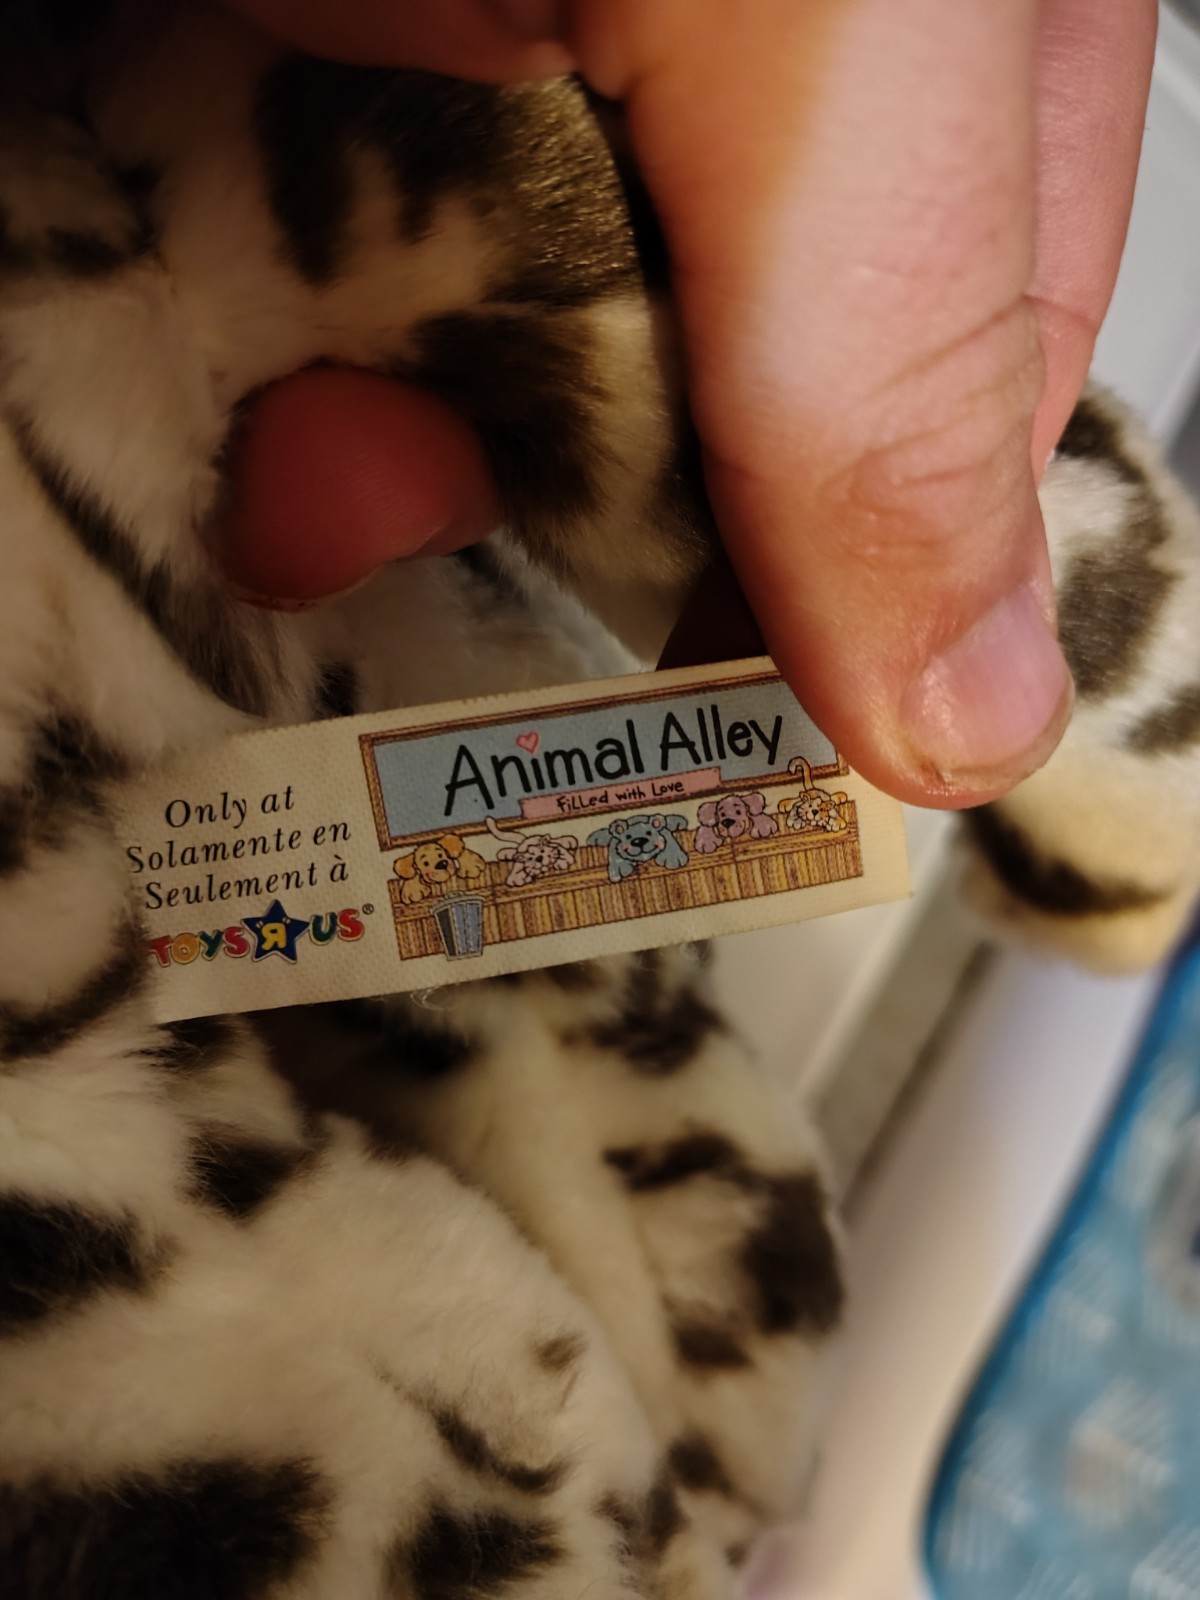 Only at
Solamente en
Seulement à
TOYS R US®
Animal Alley
Filled with Love